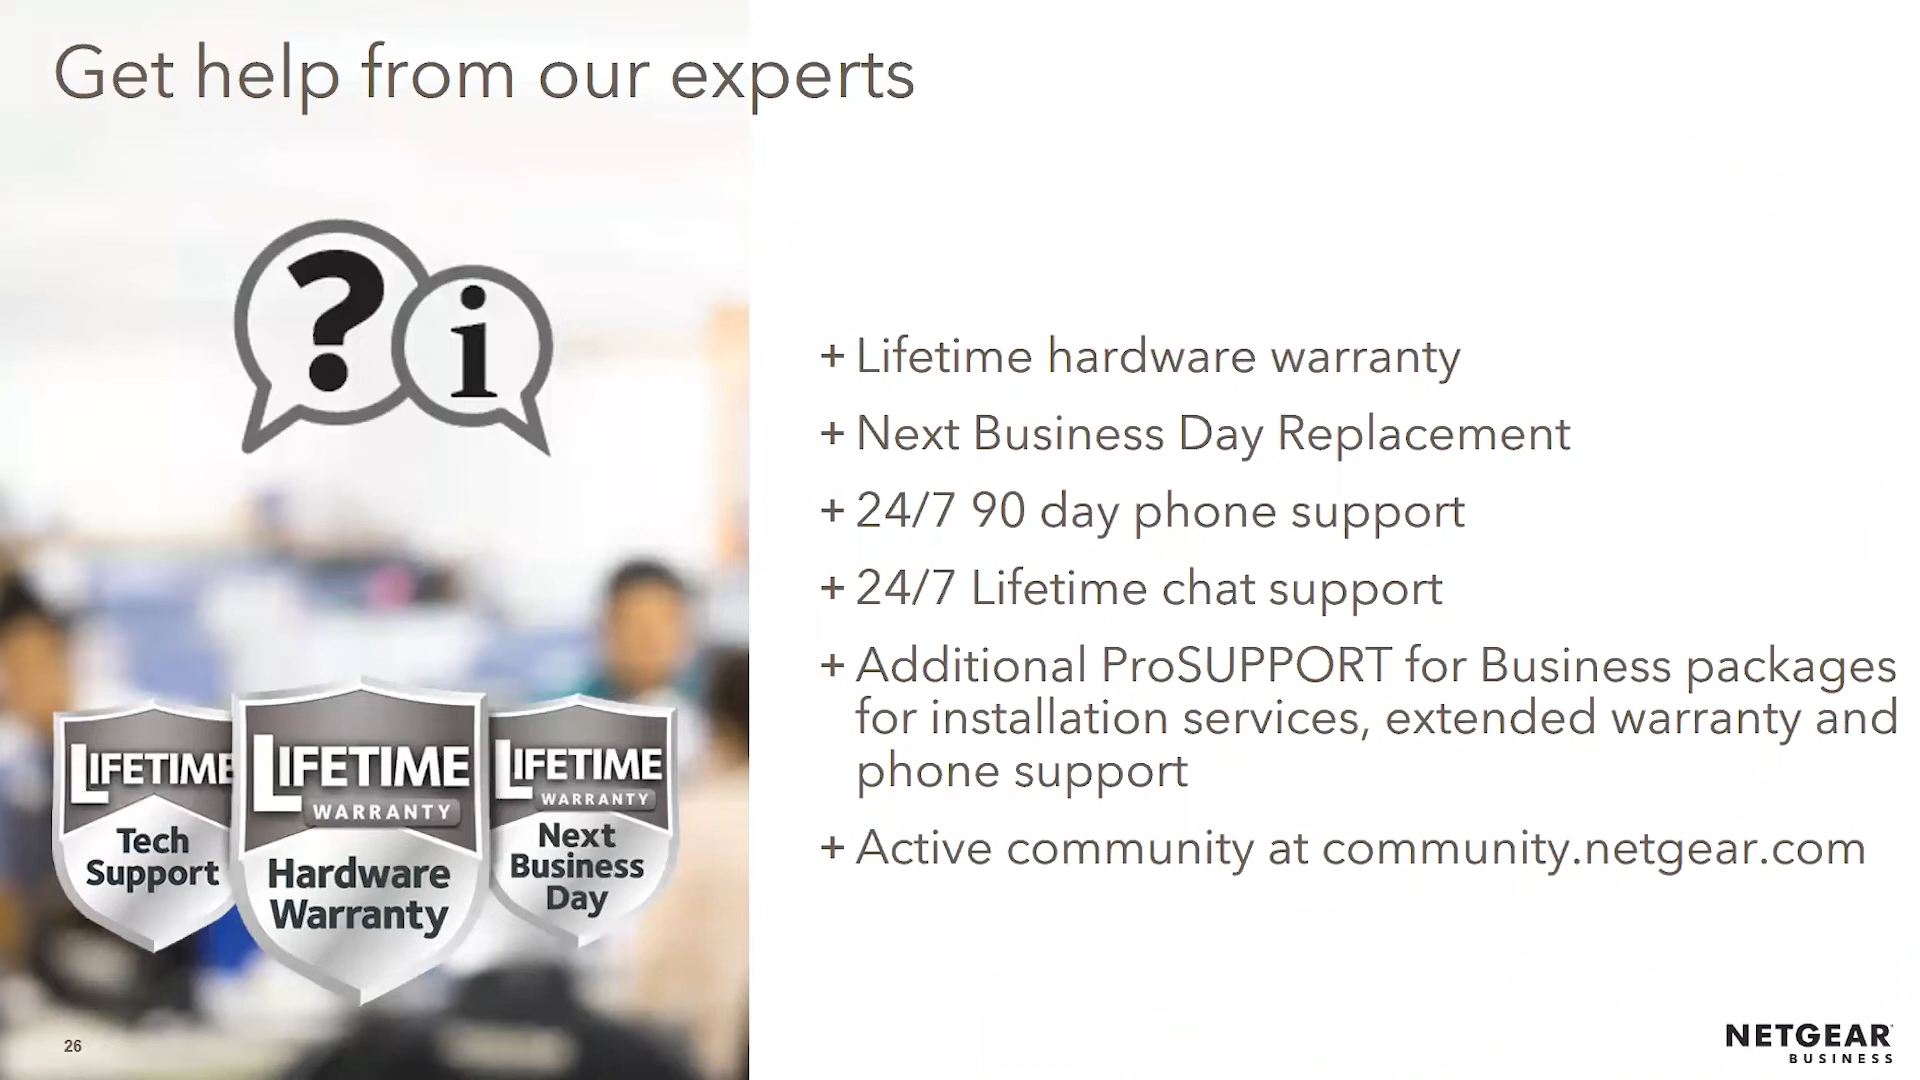 Get help from our experts
? i
+ Lifetime hardware warranty
+ Next Business Day Replacement
+ 24/7 90 day phone support
+ 24/7 Lifetime chat support
+ Additional ProSUPPORT for Business packages
for installation services, extended warranty and
phone support
+ Active community at community.netgear.com
LIFETIME
Tech
Support
LIFETIME
WARRANTY
Hardware
Warranty
LIFETIME
WARRANTY
Next
Business
Day
26
NETGEAR
BUSINESS